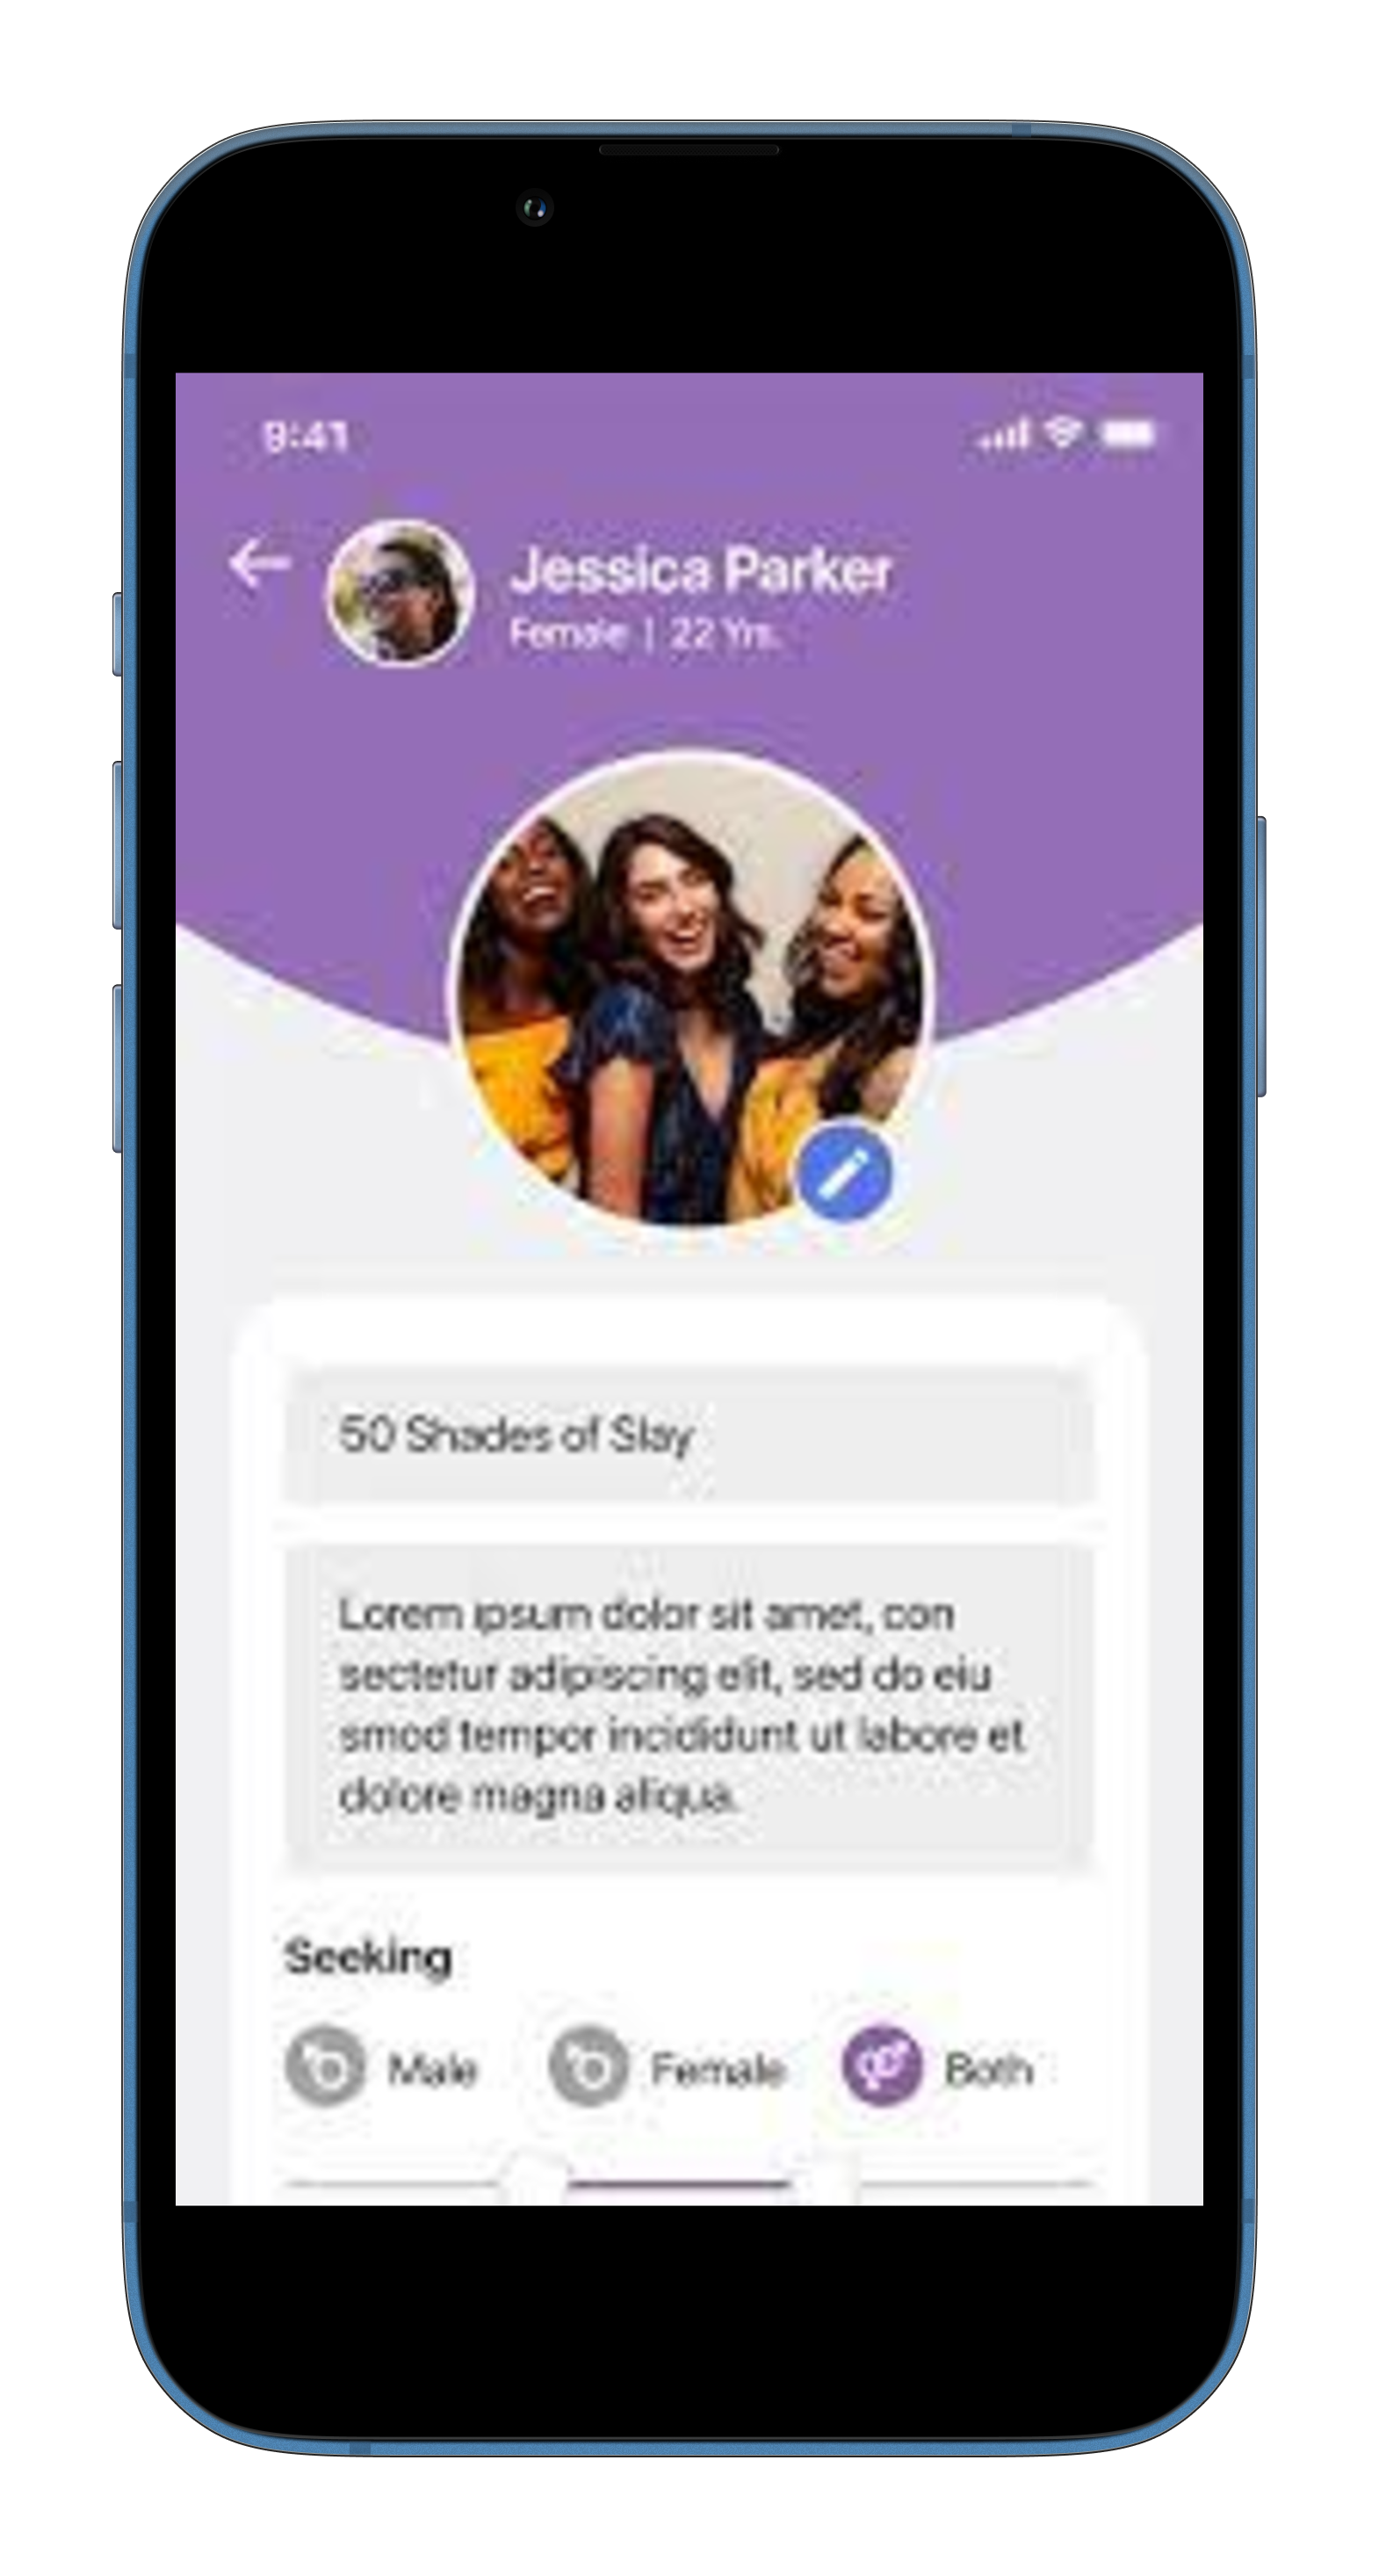 9:41
Jessica Parker
Female | 22 Yrs.
50 Shades of Slay
Lorem ipsum dolor sit amet, con
sectetur adipiscing elit, sed do eiu
smod tempor incididunt ut labore et
dolore magna aliqua.
Seeking
Male Female Both